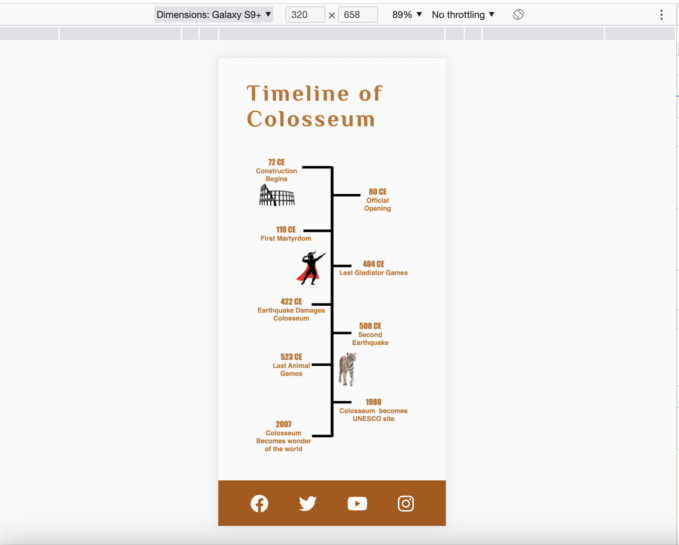 Dimensions: Galaxy S9+ ▼ 320 × 658 89% ▼ No throttling ▼
Timeline of
Colosseum
72 CE
Construction
Begins
80 CE
Official
Opening
110 CE
First Martyrdom
404 CE
Last Gladiator Games
422 CE
Earthquake Damages
Colosseum
508 CE
Second
Earthquake
523 CE
Last Animal
Games
1980
Colosseum becomes
UNESCO site
2007
Colosseum
Becomes wonder
of the world